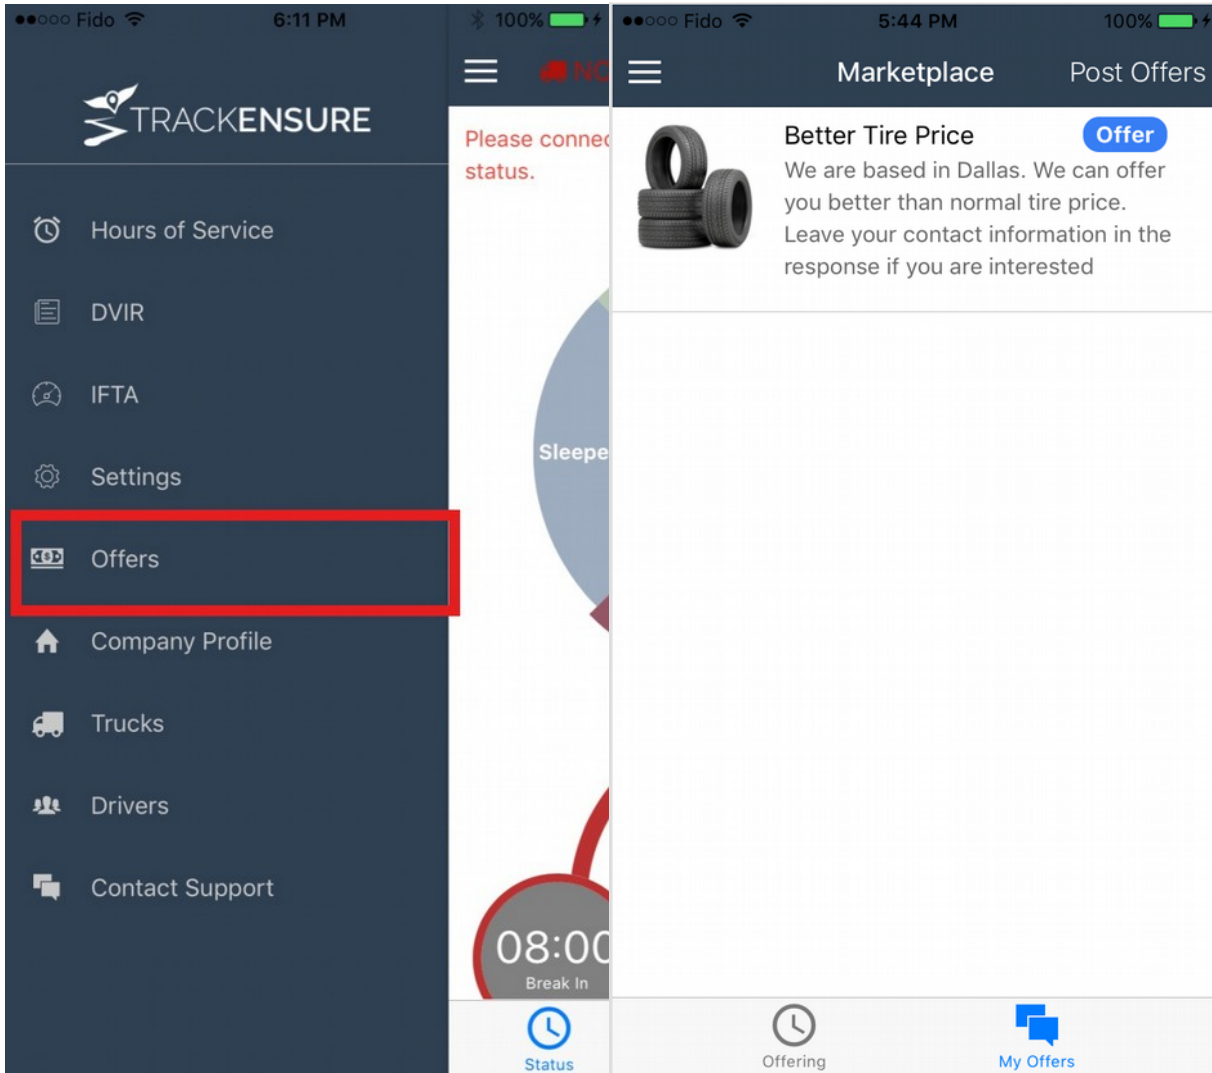 Fido 6:11 PM 100%
TRACKENSURE
Hours of Service
DVIR
IFTA
Settings
Offers
Company Profile
Trucks
Drivers
Contact Support
NO
Please connec
status.
Sleepe
08:00
Break In
Status
Fido 5:44 PM 100%
Marketplace Post Offers
Better Tire Price Offer
We are based in Dallas. We can offer
you better than normal tire price.
Leave your contact information in the
response if you are interested
Offering My Offers